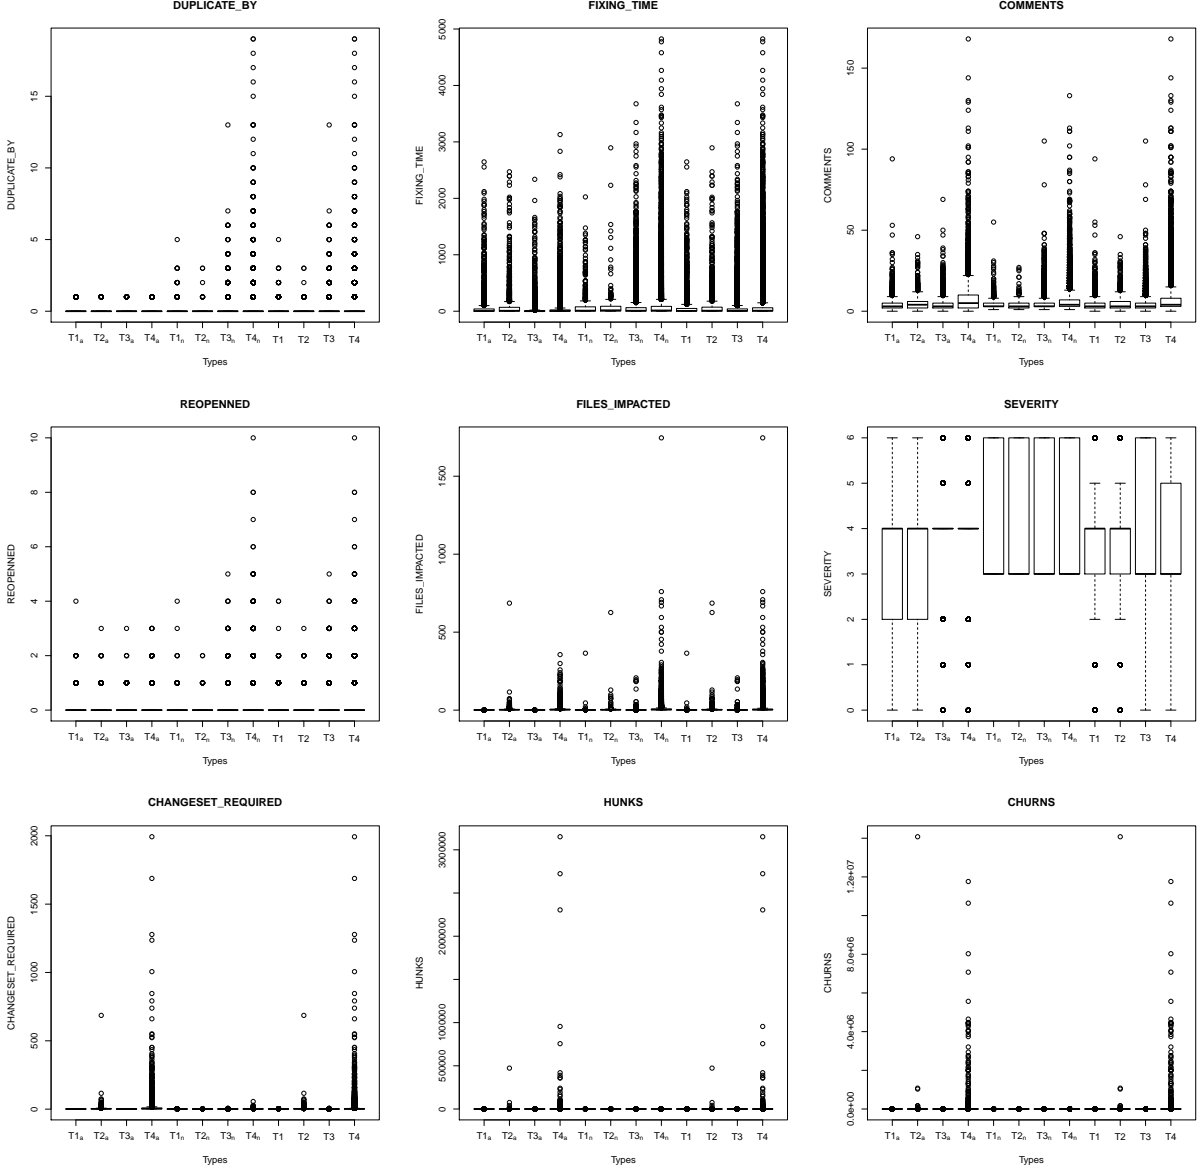 DUPLICATE_BY
DUPLICATE_BY
15
10
5
0
T1ₐ T2ₐ T3ₐ T4ₐ T1ₙ T2ₙ T3ₙ T4ₙ T1 T2 T3 T4
Types
FIXING_TIME
FIXING_TIME
5000
4000
3000
2000
1000
0
T1ₐ T2ₐ T3ₐ T4ₐ T1ₙ T2ₙ T3ₙ T4ₙ T1 T2 T3 T4
Types
COMMENTS
COMMENTS
150
100
50
0
T1ₐ T2ₐ T3ₐ T4ₐ T1ₙ T2ₙ T3ₙ T4ₙ T1 T2 T3 T4
Types
REOPENNED
REOPENNED
10
8
6
4
2
0
T1ₐ T2ₐ T3ₐ T4ₐ T1ₙ T2ₙ T3ₙ T4ₙ T1 T2 T3 T4
Types
FILES_IMPACTED
FILES_IMPACTED
1500
1000
500
0
T1ₐ T2ₐ T3ₐ T4ₐ T1ₙ T2ₙ T3ₙ T4ₙ T1 T2 T3 T4
Types
SEVERITY
SEVERITY
6
5
4
3
2
1
0
T1ₐ T2ₐ T3ₐ T4ₐ T1ₙ T2ₙ T3ₙ T4ₙ T1 T2 T3 T4
Types
CHANGESET_REQUIRED
CHANGESET_REQUIRED
2000
1500
1000
500
0
T1ₐ T2ₐ T3ₐ T4ₐ T1ₙ T2ₙ T3ₙ T4ₙ T1 T2 T3 T4
Types
HUNKS
HUNKS
3000000
2000000
1000000
500000
0
T1ₐ T2ₐ T3ₐ T4ₐ T1ₙ T2ₙ T3ₙ T4ₙ T1 T2 T3 T4
Types
CHURNS
CHURNS
1.2e+07
8.0e+06
4.0e+06
0.0e+00
T1ₐ T2ₐ T3ₐ T4ₐ T1ₙ T2ₙ T3ₙ T4ₙ T1 T2 T3 T4
Types